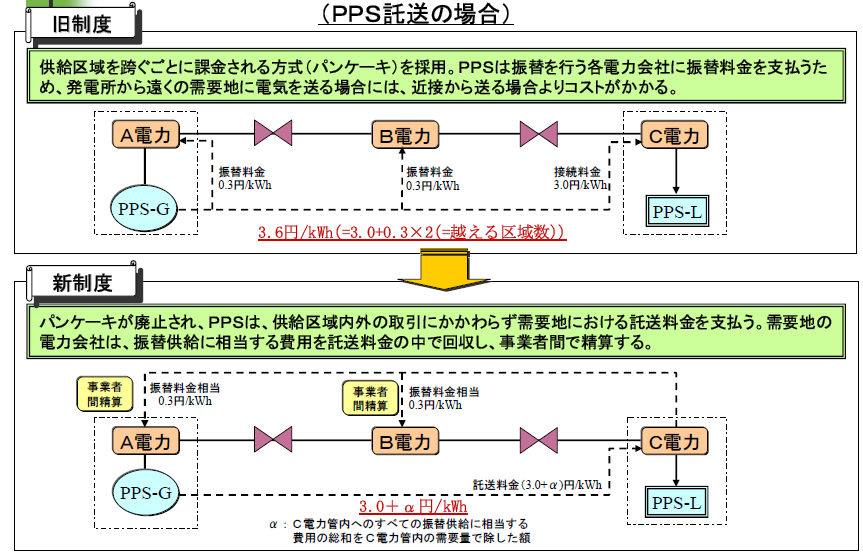 (PPS託送の場合)
旧制度
供給区域を跨ぐごとに課金される方式(パンケーキ)を採用。PPSは振替を行う各電力会社に振替料金を支払うた
め、発電所から遠くの需要地に電気を送る場合には、近接から送る場合よりコストがかかる。
A電力
B電力
C電力
振替料金
0.3円/kWh
振替料金
0.3円/kWh
接続料金
3.0円/kWh
PPS-G
PPS-L
3.6円/kWh(=3.0+0.3×2(=越える区域数))
新制度
パンケーキが廃止され、PPSは、供給区域内外の取引にかかわらず需要地における託送料金を支払う。需要地の
電力会社は、振替供給に相当する費用を託送料金の中で回収し、事業者間で精算する。
事業者
間精算
振替料金相当
0.3円/kWh
事業者
間精算
振替料金相当
0.3円/kWh
A電力
B電力
C電力
PPS-G
託送料金(3.0+α)円/kWh
PPS-L
3.0+α円/kWh
α:C電力管内へのすべての振替供給に相当する
費用の総和をC電力管内の需要量で除した額